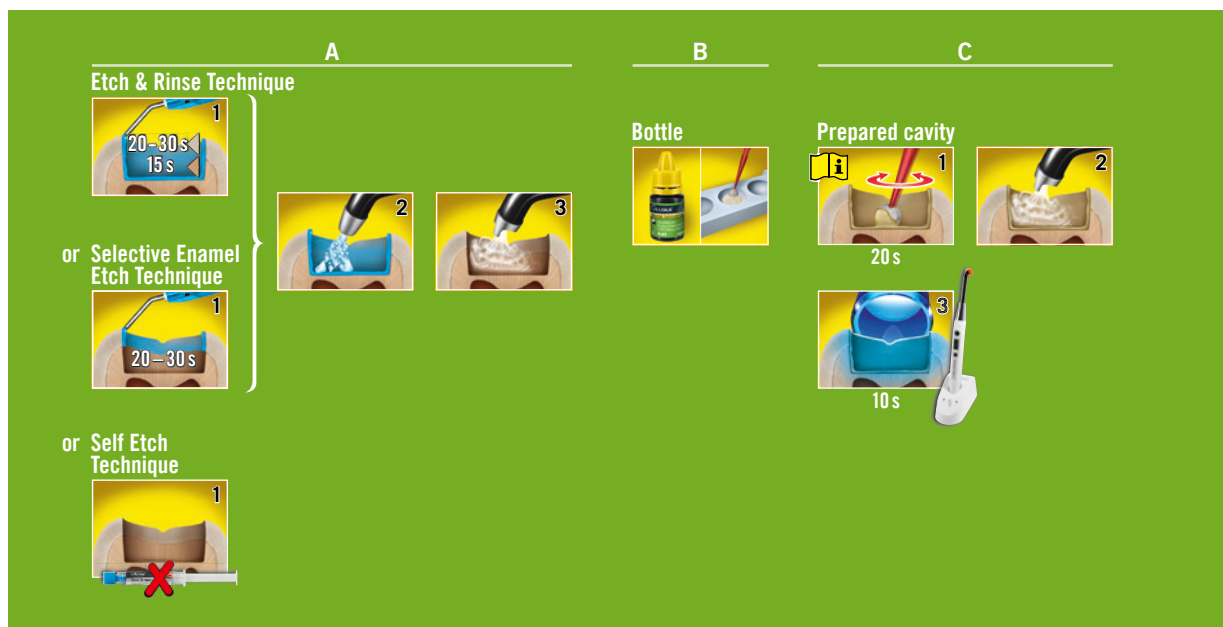 A
Etch & Rinse Technique
1
20–30 s
15 s
or Selective Enamel
Etch Technique
1
20–30 s
2
3
or Self Etch
Technique
1
B
Bottle
C
Prepared cavity
i
1
20 s
2
3
10 s